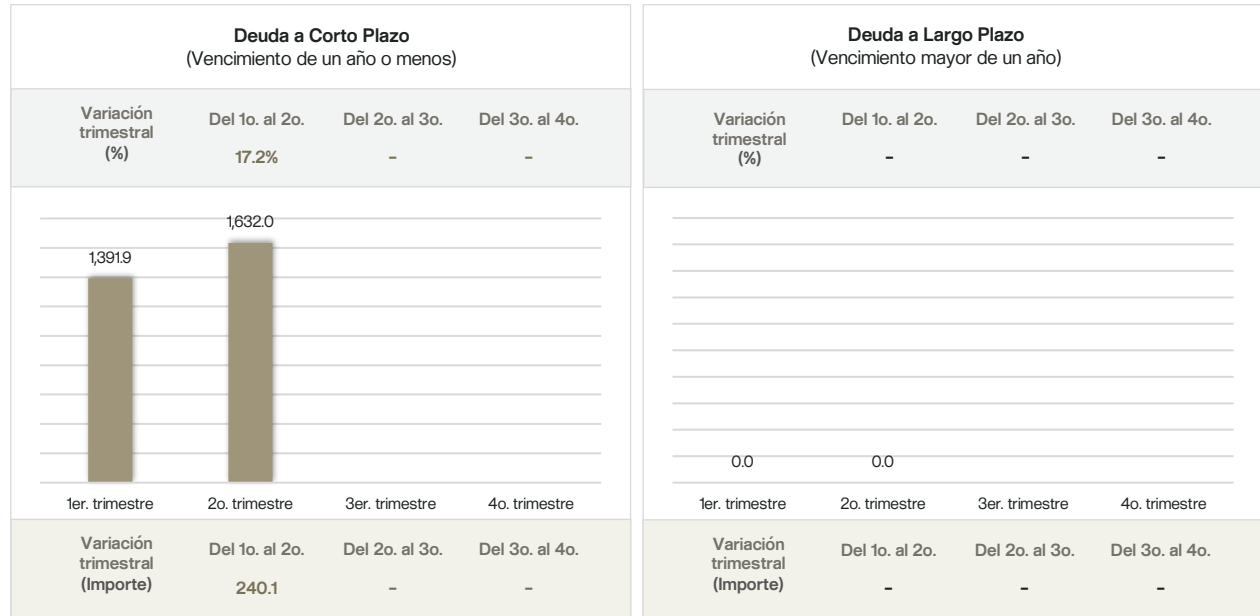 Deuda a Corto Plazo
(Vencimiento de un año o menos)
Variación
trimestral
(%)
Del 1o. al 2o.
Del 2o. al 3o.
Del 3o. al 4o.
17.2%
–
–
1,391.9
1,632.0
1er. trimestre
2o. trimestre
3er. trimestre
4o. trimestre
Variación
trimestral
(Importe)
Del 1o. al 2o.
Del 2o. al 3o.
Del 3o. al 4o.
240.1
–
–
Deuda a Largo Plazo
(Vencimiento mayor de un año)
Variación
trimestral
(%)
Del 1o. al 2o.
Del 2o. al 3o.
Del 3o. al 4o.
–
–
–
0.0
0.0
1er. trimestre
2o. trimestre
3er. trimestre
4o. trimestre
Variación
trimestral
(Importe)
Del 1o. al 2o.
Del 2o. al 3o.
Del 3o. al 4o.
–
–
–